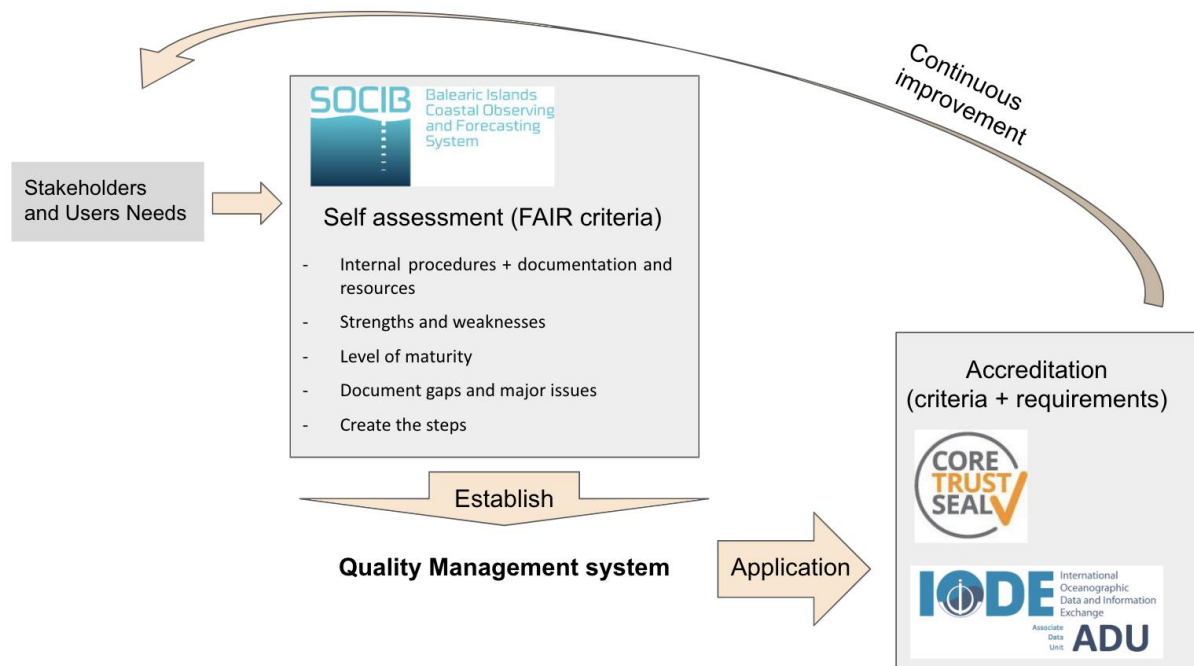 Continuous
improvement
SOCIB
Balearic Islands
Coastal Observing
and Forecasting
System
Stakeholders
and Users Needs
Self assessment (FAIR criteria)
- Internal procedures + documentation and
resources
- Strengths and weaknesses
- Level of maturity
- Document gaps and major issues
- Create the steps
Establish
Quality Management system
Application
Accreditation
(criteria + requirements)
CORE
TRUST
SEAL
IODE
International
Oceanographic
Data and Information
Exchange
Associate
Data
Unit
ADU